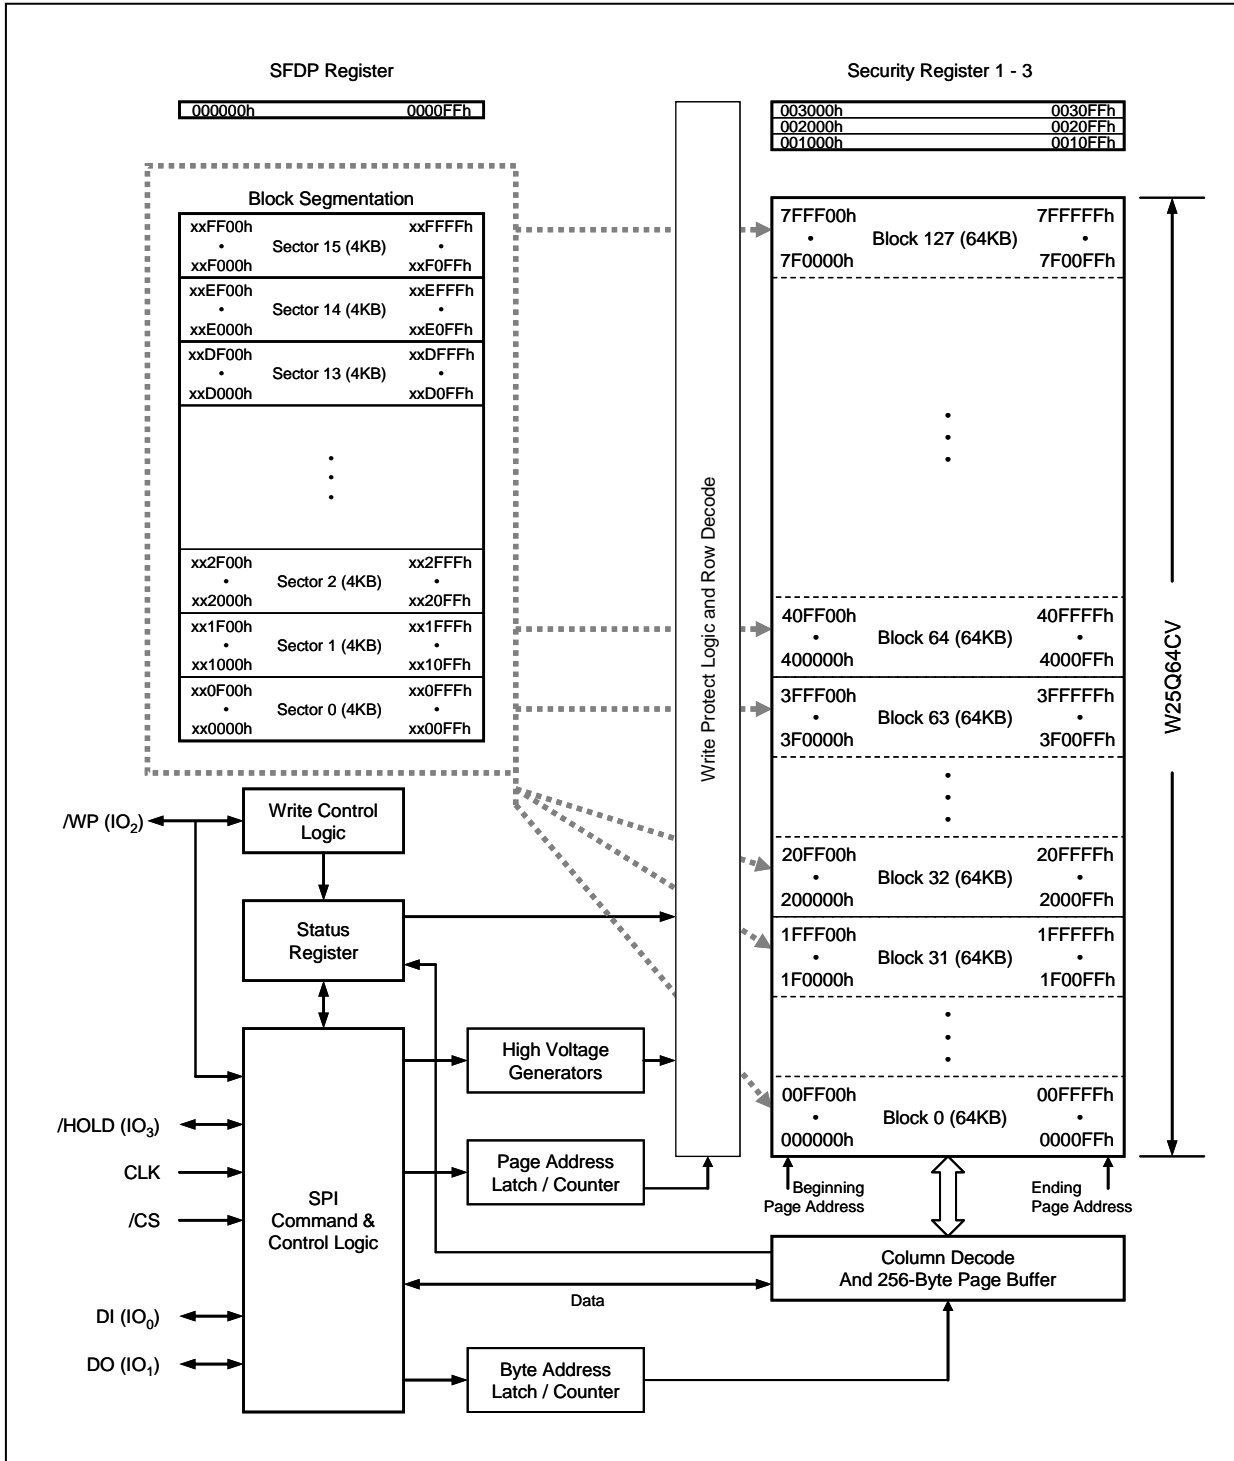 SFDP Register
000000h 0000FFh
Security Register 1 - 3
003000h 0030FFh
002000h 0020FFh
001000h 0010FFh
Block Segmentation
xxFF00h xxFFFFh
• Sector 15 (4KB) •
xxF000h xxF0FFh
xxEF00h xxEFFFh
• Sector 14 (4KB) •
xxE000h xxE0FFh
xxDF00h xxDFFFh
• Sector 13 (4KB) •
xxD000h xxD0FFh
xx2F00h xx2FFFh
• Sector 2 (4KB) •
xx2000h xx20FFh
xx1F00h xx1FFFh
• Sector 1 (4KB) •
xx1000h xx10FFh
xx0F00h xx0FFFh
• Sector 0 (4KB) •
xx0000h xx00FFh
Write Protect Logic and Row Decode
7FFF00h 7FFFFFh
• Block 127 (64KB) •
7F0000h 7F00FFh
40FF00h 40FFFFh
• Block 64 (64KB) •
400000h 4000FFh
3FFF00h 3FFFFFh
• Block 63 (64KB) •
3F0000h 3F00FFh
20FF00h 20FFFFh
• Block 32 (64KB) •
200000h 2000FFh
1FFF00h 1FFFFFh
• Block 31 (64KB) •
1F0000h 1F00FFh
00FF00h 00FFFFh
• Block 0 (64KB) •
000000h 0000FFh
W25Q64CV
Beginning
Page Address
Ending
Page Address
/WP (IO2)
Write Control
Logic
Status
Register
High Voltage
Generators
/HOLD (IO3)
CLK
/CS
DI (IO0)
DO (IO1)
SPI
Command &
Control Logic
Page Address
Latch / Counter
Column Decode
And 256-Byte Page Buffer
Data
Byte Address
Latch / Counter